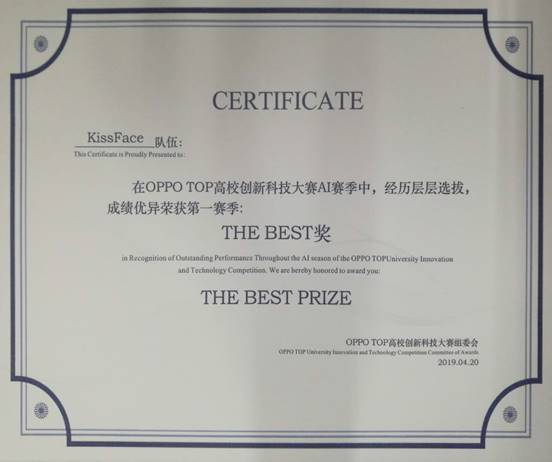 CERTIFICATE
KissFace 队伍:
This Certificate is Proudly Presented to:
在OPPO TOP高校创新科技大赛AI赛季中，经历层层选拔，
成绩优异荣获第一赛季:
THE BEST奖
in Recognition of Outstanding Performance Throughout the AI season of the OPPO TOPUniversity Innovation
and Technology Competition. We are hereby honored to award you:
THE BEST PRIZE
OPPO TOP高校创新科技大赛组委会
OPPO TOP University Innovation and Technology Competition Committee of Awards
2019.04.20